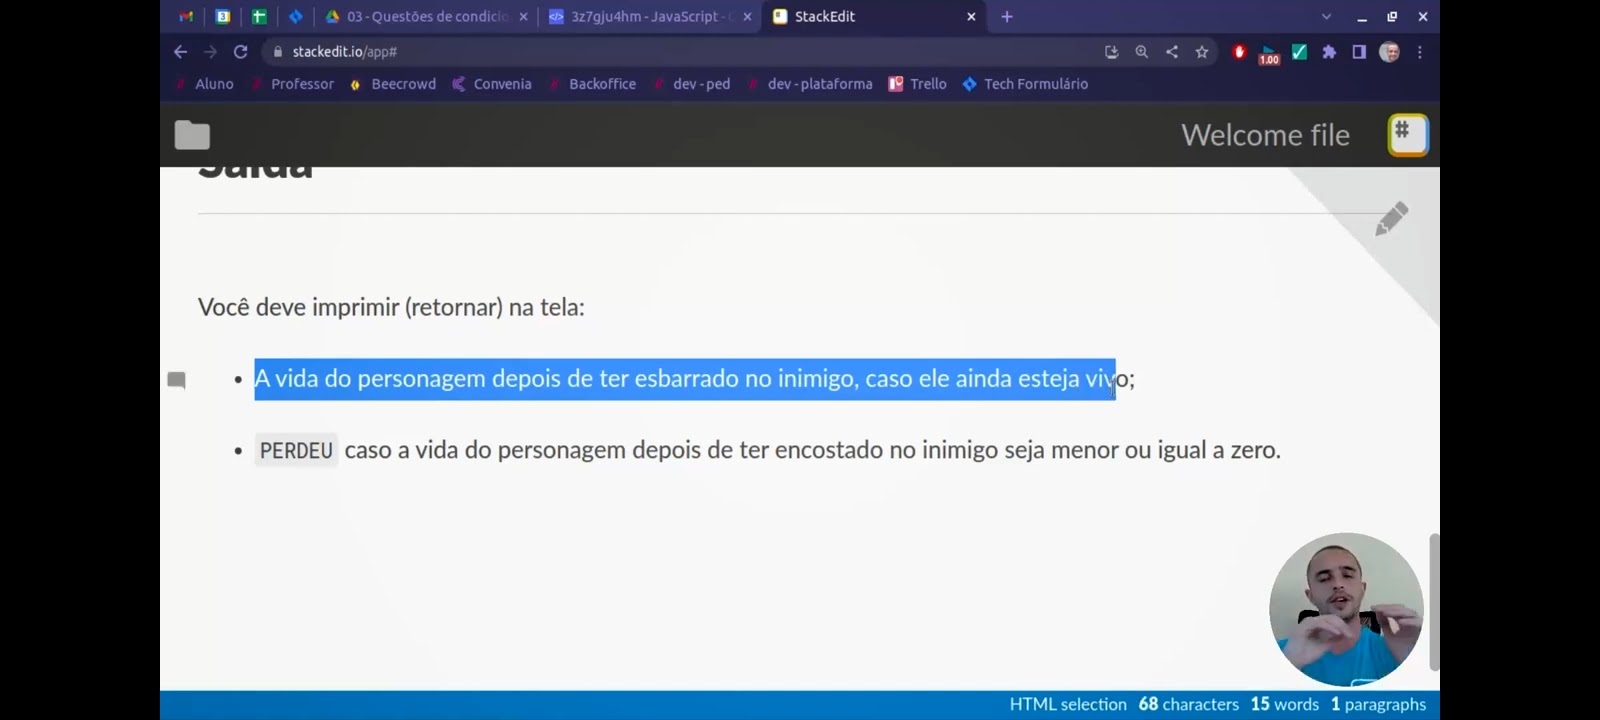 03 - Questões de condicio
3z7gju4hm - JavaScript -
StackEdit
stackedit.io/app#
1.00
Aluno
Professor
Beecrowd
Convenia
Backoffice
dev - ped
dev - plataforma
Trello
Tech Formulário
Welcome file
Saída
Você deve imprimir (retornar) na tela:
• A vida do personagem depois de ter esbarrado no inimigo, caso ele ainda esteja vivo;
• PERDEU caso a vida do personagem depois de ter encostado no inimigo seja menor ou igual a zero.
HTML selection 68 characters 15 words 1 paragraphs